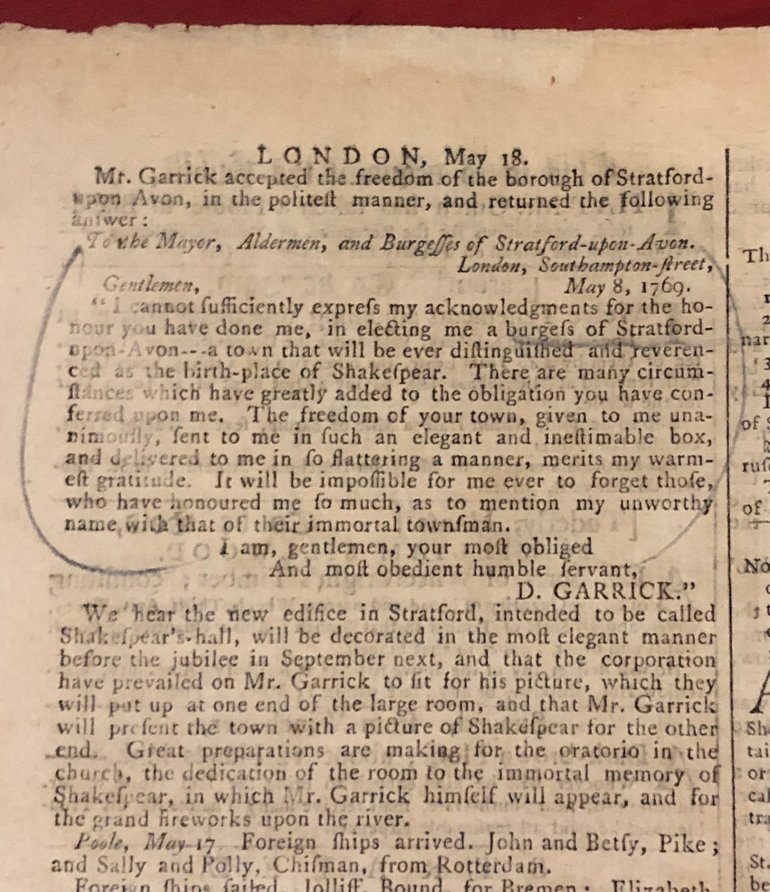 LONDON, May 18.
Mr. Garrick accepted the freedom of the borough of Stratford-
upon Avon, in the politeſt manner, and returned the following
anſwer:
To the Mayor, Aldermen, and Burgeſſes of Stratford-upon-Avon.
London, Southampton-ſtreet,
Gentlemen, May 8, 1769.
“I cannot ſufficiently expreſs my acknowledgments for the ho-
nour you have done me, in electing me a burgeſs of Stratford-
upon-Avon---a town that will be ever diſtinguiſhed and reveren-
ced as the birth-place of Shakeſpear. There are many circum-
ſtances which have greatly added to the obligation you have con-
ferred upon me. The freedom of your town, given to me una-
nimouſly, ſent to me in ſuch an elegant and ineſtimable box,
and delivered to me in ſo flattering a manner, merits my warm-
eſt gratitude. It will be impoſſible for me ever to forget thoſe,
who have honoured me ſo much, as to mention my unworthy
name with that of their immortal townſman.
I am, gentlemen, your moſt obliged
And moſt obedient humble ſervant,
D. GARRICK.”
We hear the new edifice in Stratford, intended to be called
Shakeſpear's-hall, will be decorated in the moſt elegant manner
before the jubilee in September next, and that the corporation
have prevailed on Mr. Garrick to ſit for his picture, which they
will put up at one end of the large room, and that Mr. Garrick
will preſent the town with a picture of Shakeſpear for the other
end. Great preparations are making for the oratorio in the
church, the dedication of the room to the immortal memory of
Shakeſpear, in which Mr. Garrick himſelf will appear, and for
the grand fireworks upon the river.
Poole, May 17 Foreign ſhips arrived. John and Betſy, Pike;
and Sally and Polly, Chiſman, from Rotterdam.
Foreign ſhips ſailed. Jolliff, Bound, for Bremen; Elizabeth